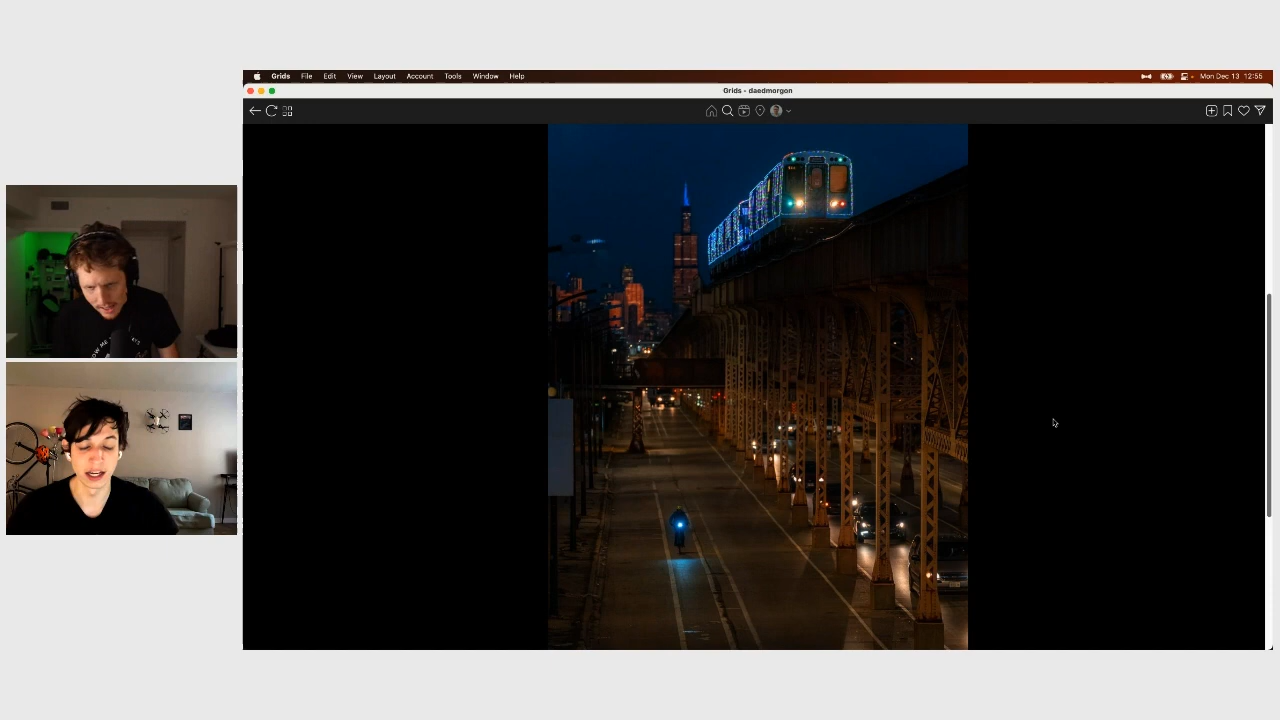 Grids File Edit View Layout Account Tools Window Help
Mon Dec 13 12:55
Grids - daedmorgon